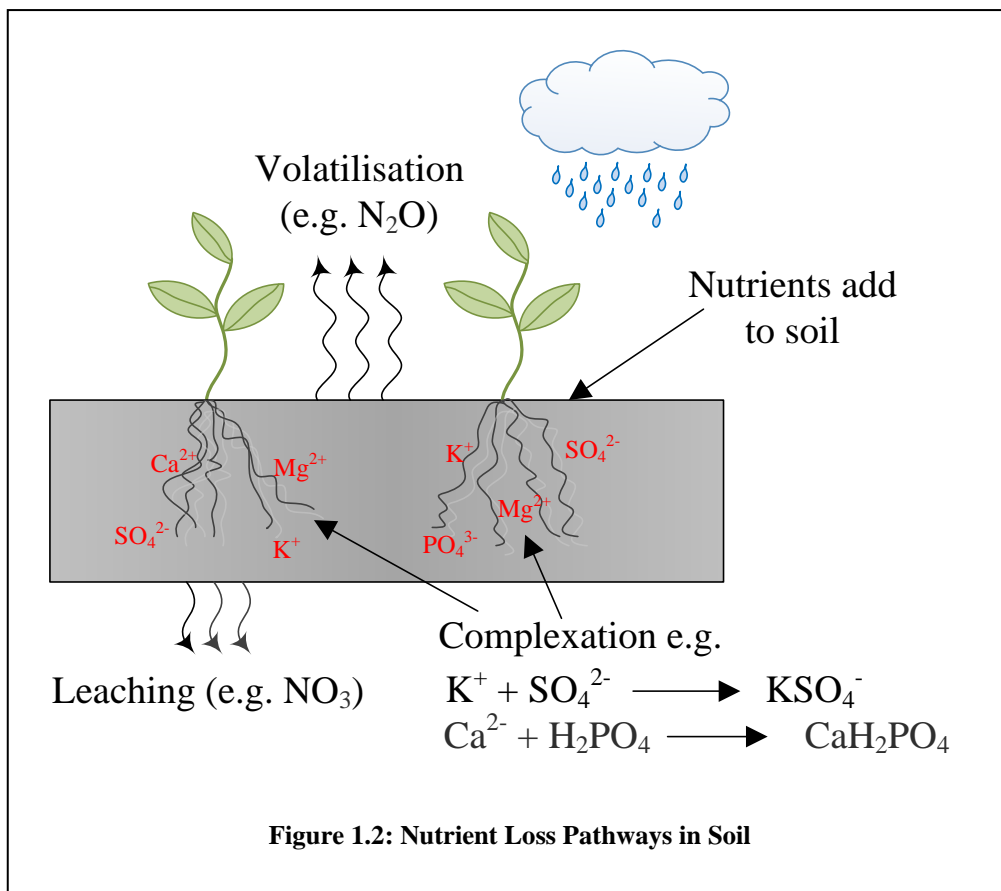 Volatilisation
(e.g. N₂O)
Nutrients add
to soil
Ca²⁺
Mg²⁺
K⁺
SO₄²⁻
SO₄²⁻
K⁺
Mg²⁺
PO₄³⁻
Complexation e.g.
Leaching (e.g. NO₃)
K⁺ + SO₄²⁻ KSO₄⁻
Ca²⁻ + H₂PO₄ CaH₂PO₄
Figure 1.2: Nutrient Loss Pathways in Soil